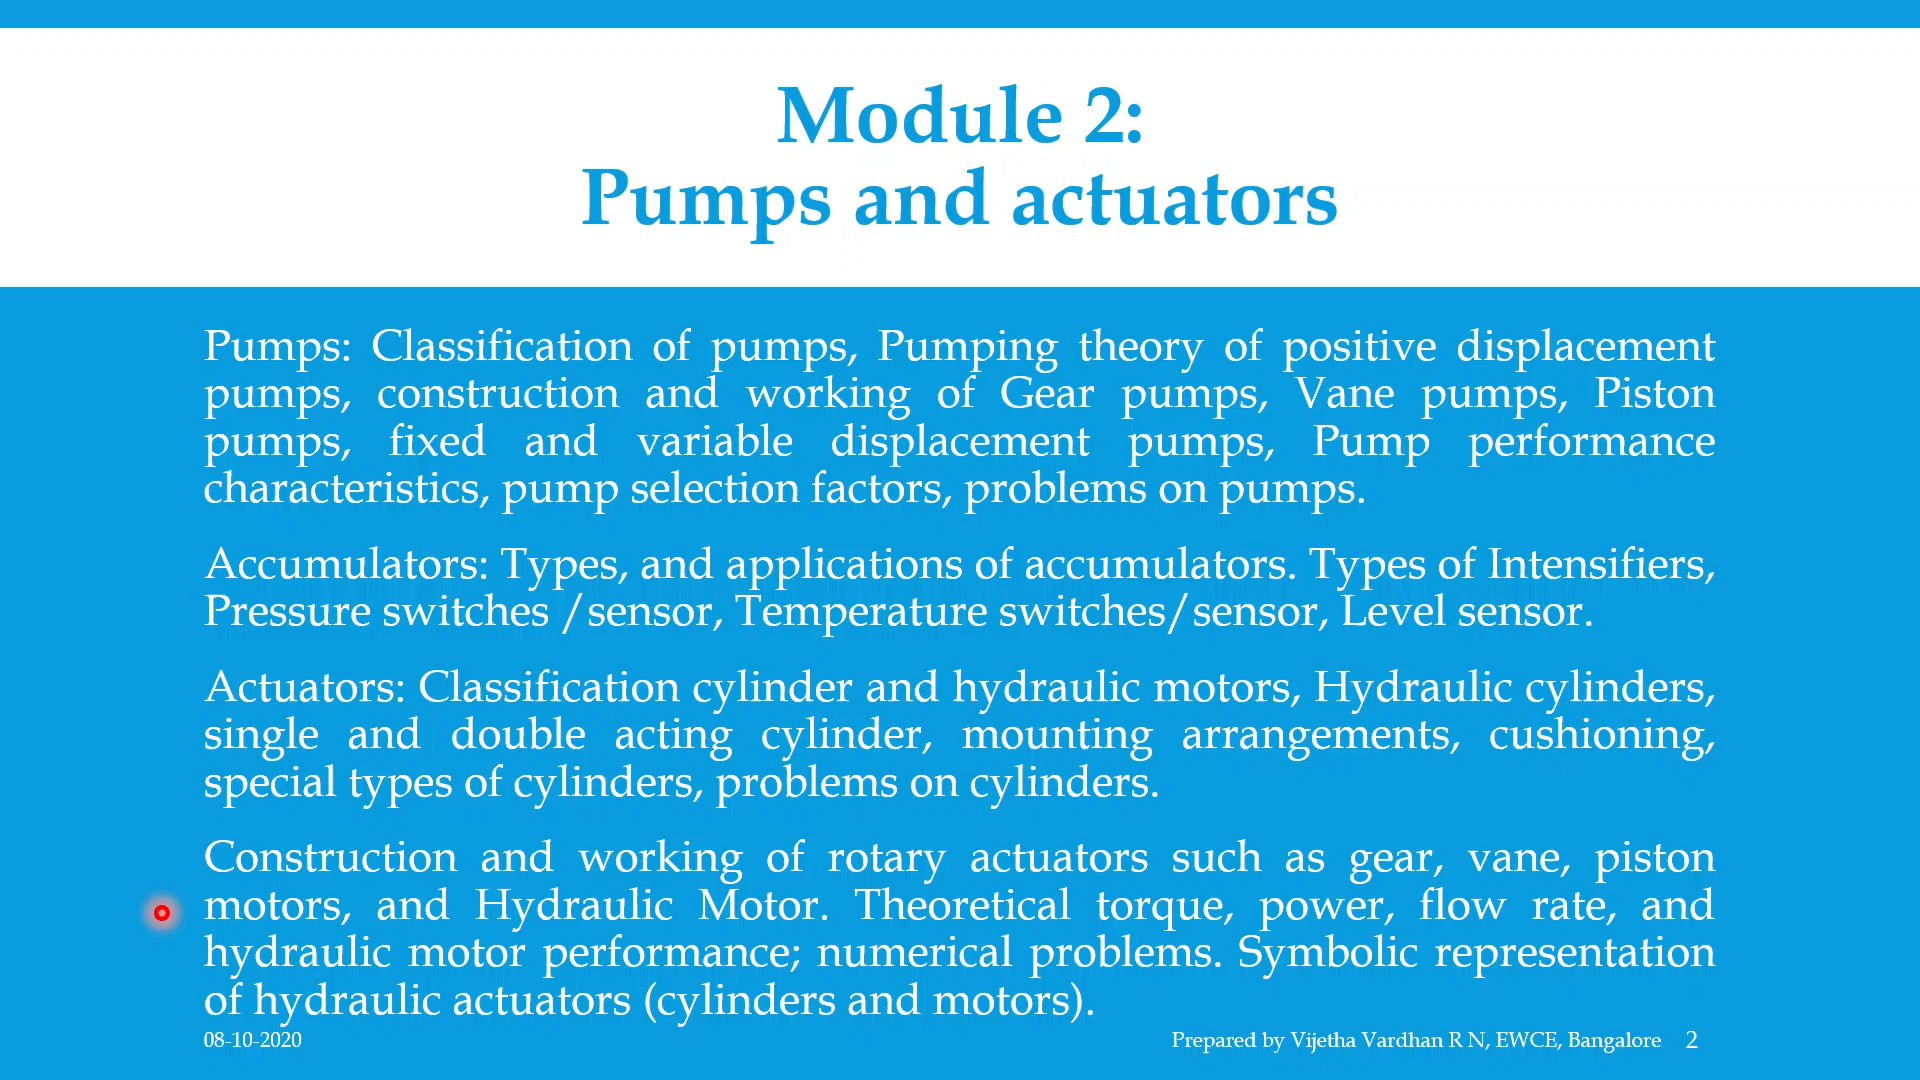 Module 2:
Pumps and actuators
Pumps: Classification of pumps, Pumping theory of positive displacement
pumps, construction and working of Gear pumps, Vane pumps, Piston
pumps, fixed and variable displacement pumps, Pump performance
characteristics, pump selection factors, problems on pumps.
Accumulators: Types, and applications of accumulators. Types of Intensifiers,
Pressure switches /sensor, Temperature switches/sensor, Level sensor.
Actuators: Classification cylinder and hydraulic motors, Hydraulic cylinders,
single and double acting cylinder, mounting arrangements, cushioning,
special types of cylinders, problems on cylinders.
Construction and working of rotary actuators such as gear, vane, piston
motors, and Hydraulic Motor. Theoretical torque, power, flow rate, and
hydraulic motor performance; numerical problems. Symbolic representation
of hydraulic actuators (cylinders and motors).
08-10-2020
Prepared by Vijetha Vardhan R N, EWCE, Bangalore 2